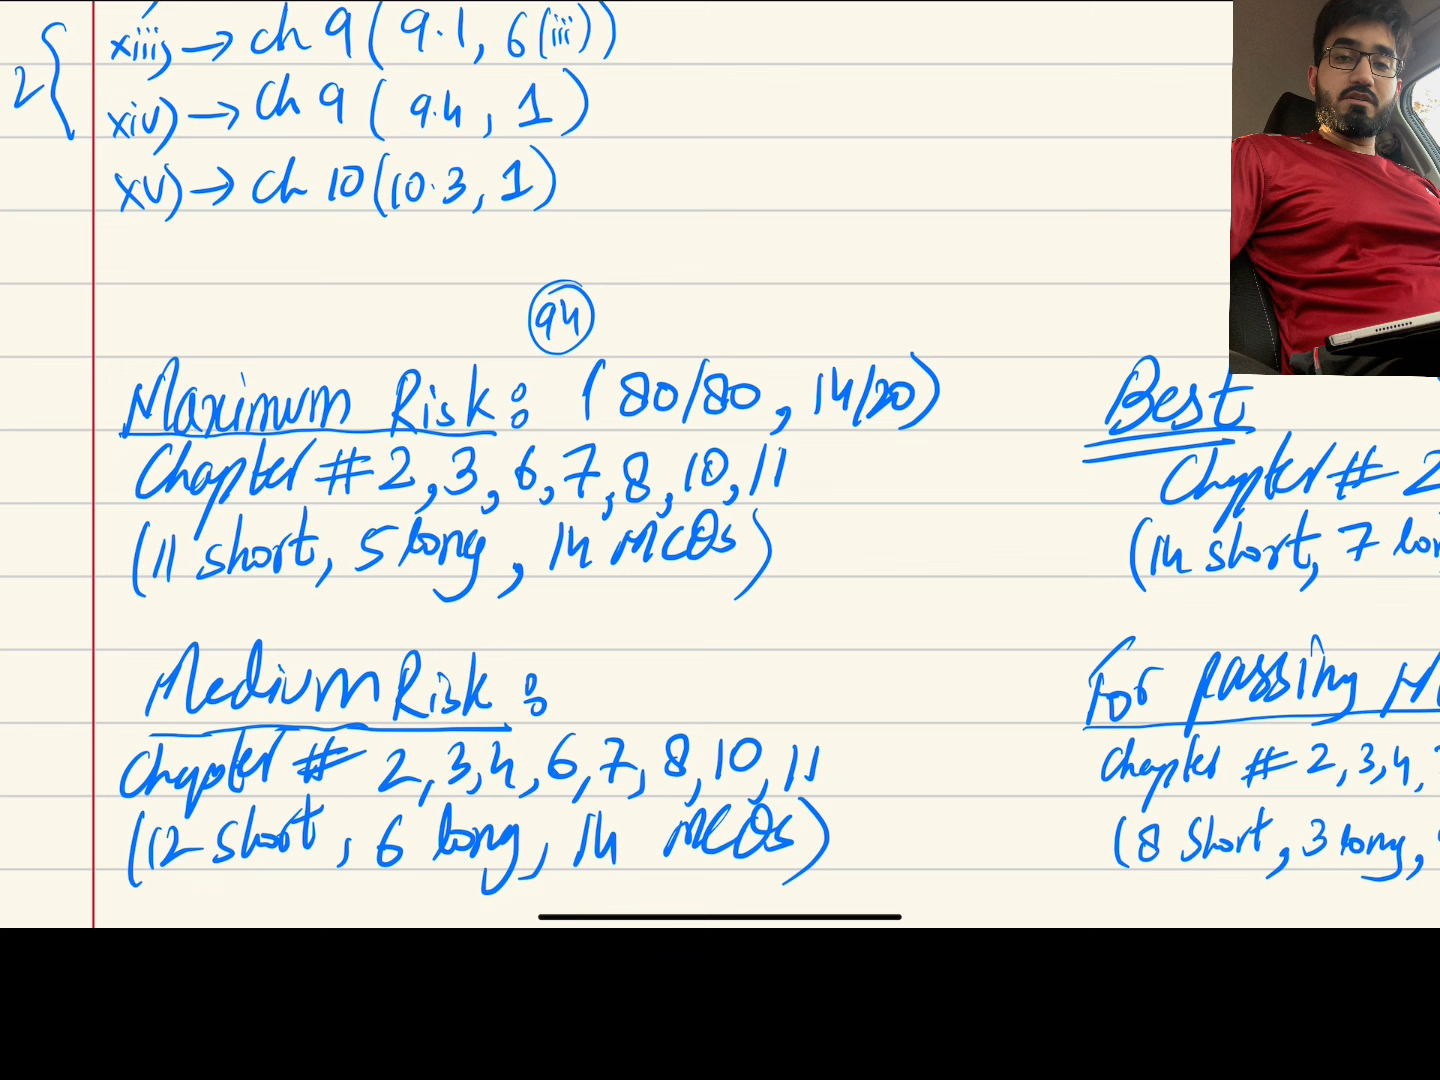 xiii) → ch 9 ( 9.1, 6 (iii) )
2 { xiv) → ch 9 ( 9.4 , 1 )
xv) → ch 10 (10.3, 1)
94
Maximum Risk : ( 80/80 , 14/20 )
Chapter # 2, 3, 6, 7, 8, 10, 11
(11 short, 5 long , 14 MCQs )
Medium Risk :
Chapter # 2, 3, 4, 6, 7, 8, 10, 11
(12 short , 6 long, 14 MCQs )
Best
Chapter # 2
(14 short, 7 lon
For passing M
Chapter # 2, 3, 4,
( 8 Short , 3 long,